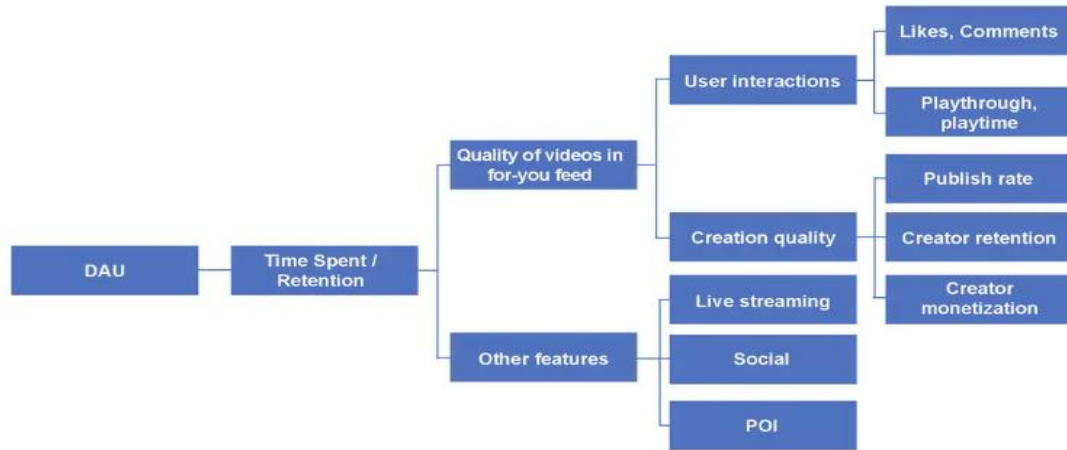 Likes, Comments
User interactions
Playthrough,
playtime
Quality of videos in
for-you feed
Publish rate
Creation quality
Creator retention
DAU
Time Spent /
Retention
Creator
monetization
Live streaming
Other features
Social
POI